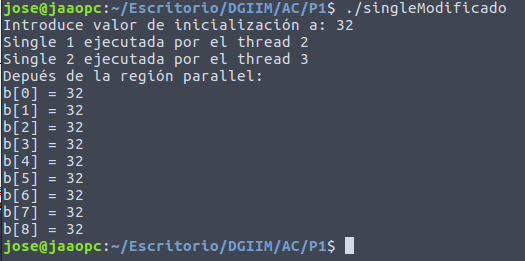 jose@jaaopc:~/Escritorio/DGIIM/AC/P1$ ./singleModificado
Introduce valor de inicialización a: 32
Single 1 ejecutada por el thread 2
Single 2 ejecutada por el thread 3
Depués de la región parallel:
b[0] = 32
b[1] = 32
b[2] = 32
b[3] = 32
b[4] = 32
b[5] = 32
b[6] = 32
b[7] = 32
b[8] = 32
jose@jaaopc:~/Escritorio/DGIIM/AC/P1$